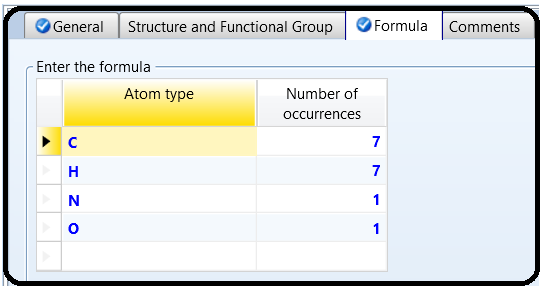 General Structure and Functional Group Formula Comments
Enter the formula
Atom type Number of
occurrences
C 7
H 7
N 1
O 1